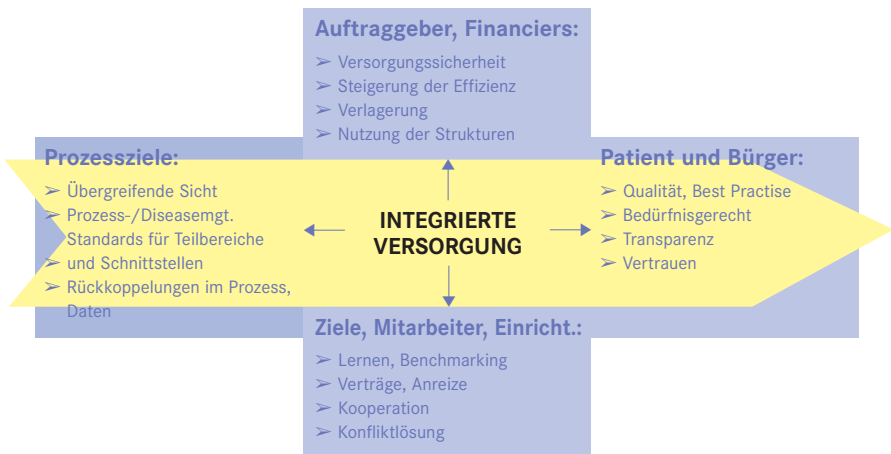 Auftraggeber, Financiers:
➢ Versorgungssicherheit
➢ Steigerung der Effizienz
➢ Verlagerung
➢ Nutzung der Strukturen
Prozessziele:
➢ Übergreifende Sicht
➢ Prozess-/Diseasemgt.
Standards für Teilbereiche
➢ und Schnittstellen
➢ Rückkoppelungen im Prozess,
Daten
INTEGRIERTE
VERSORGUNG
Patient und Bürger:
➢ Qualität, Best Practise
➢ Bedürfnisgerecht
➢ Transparenz
➢ Vertrauen
Ziele, Mitarbeiter, Einricht.:
➢ Lernen, Benchmarking
➢ Verträge, Anreize
➢ Kooperation
➢ Konfliktlösung